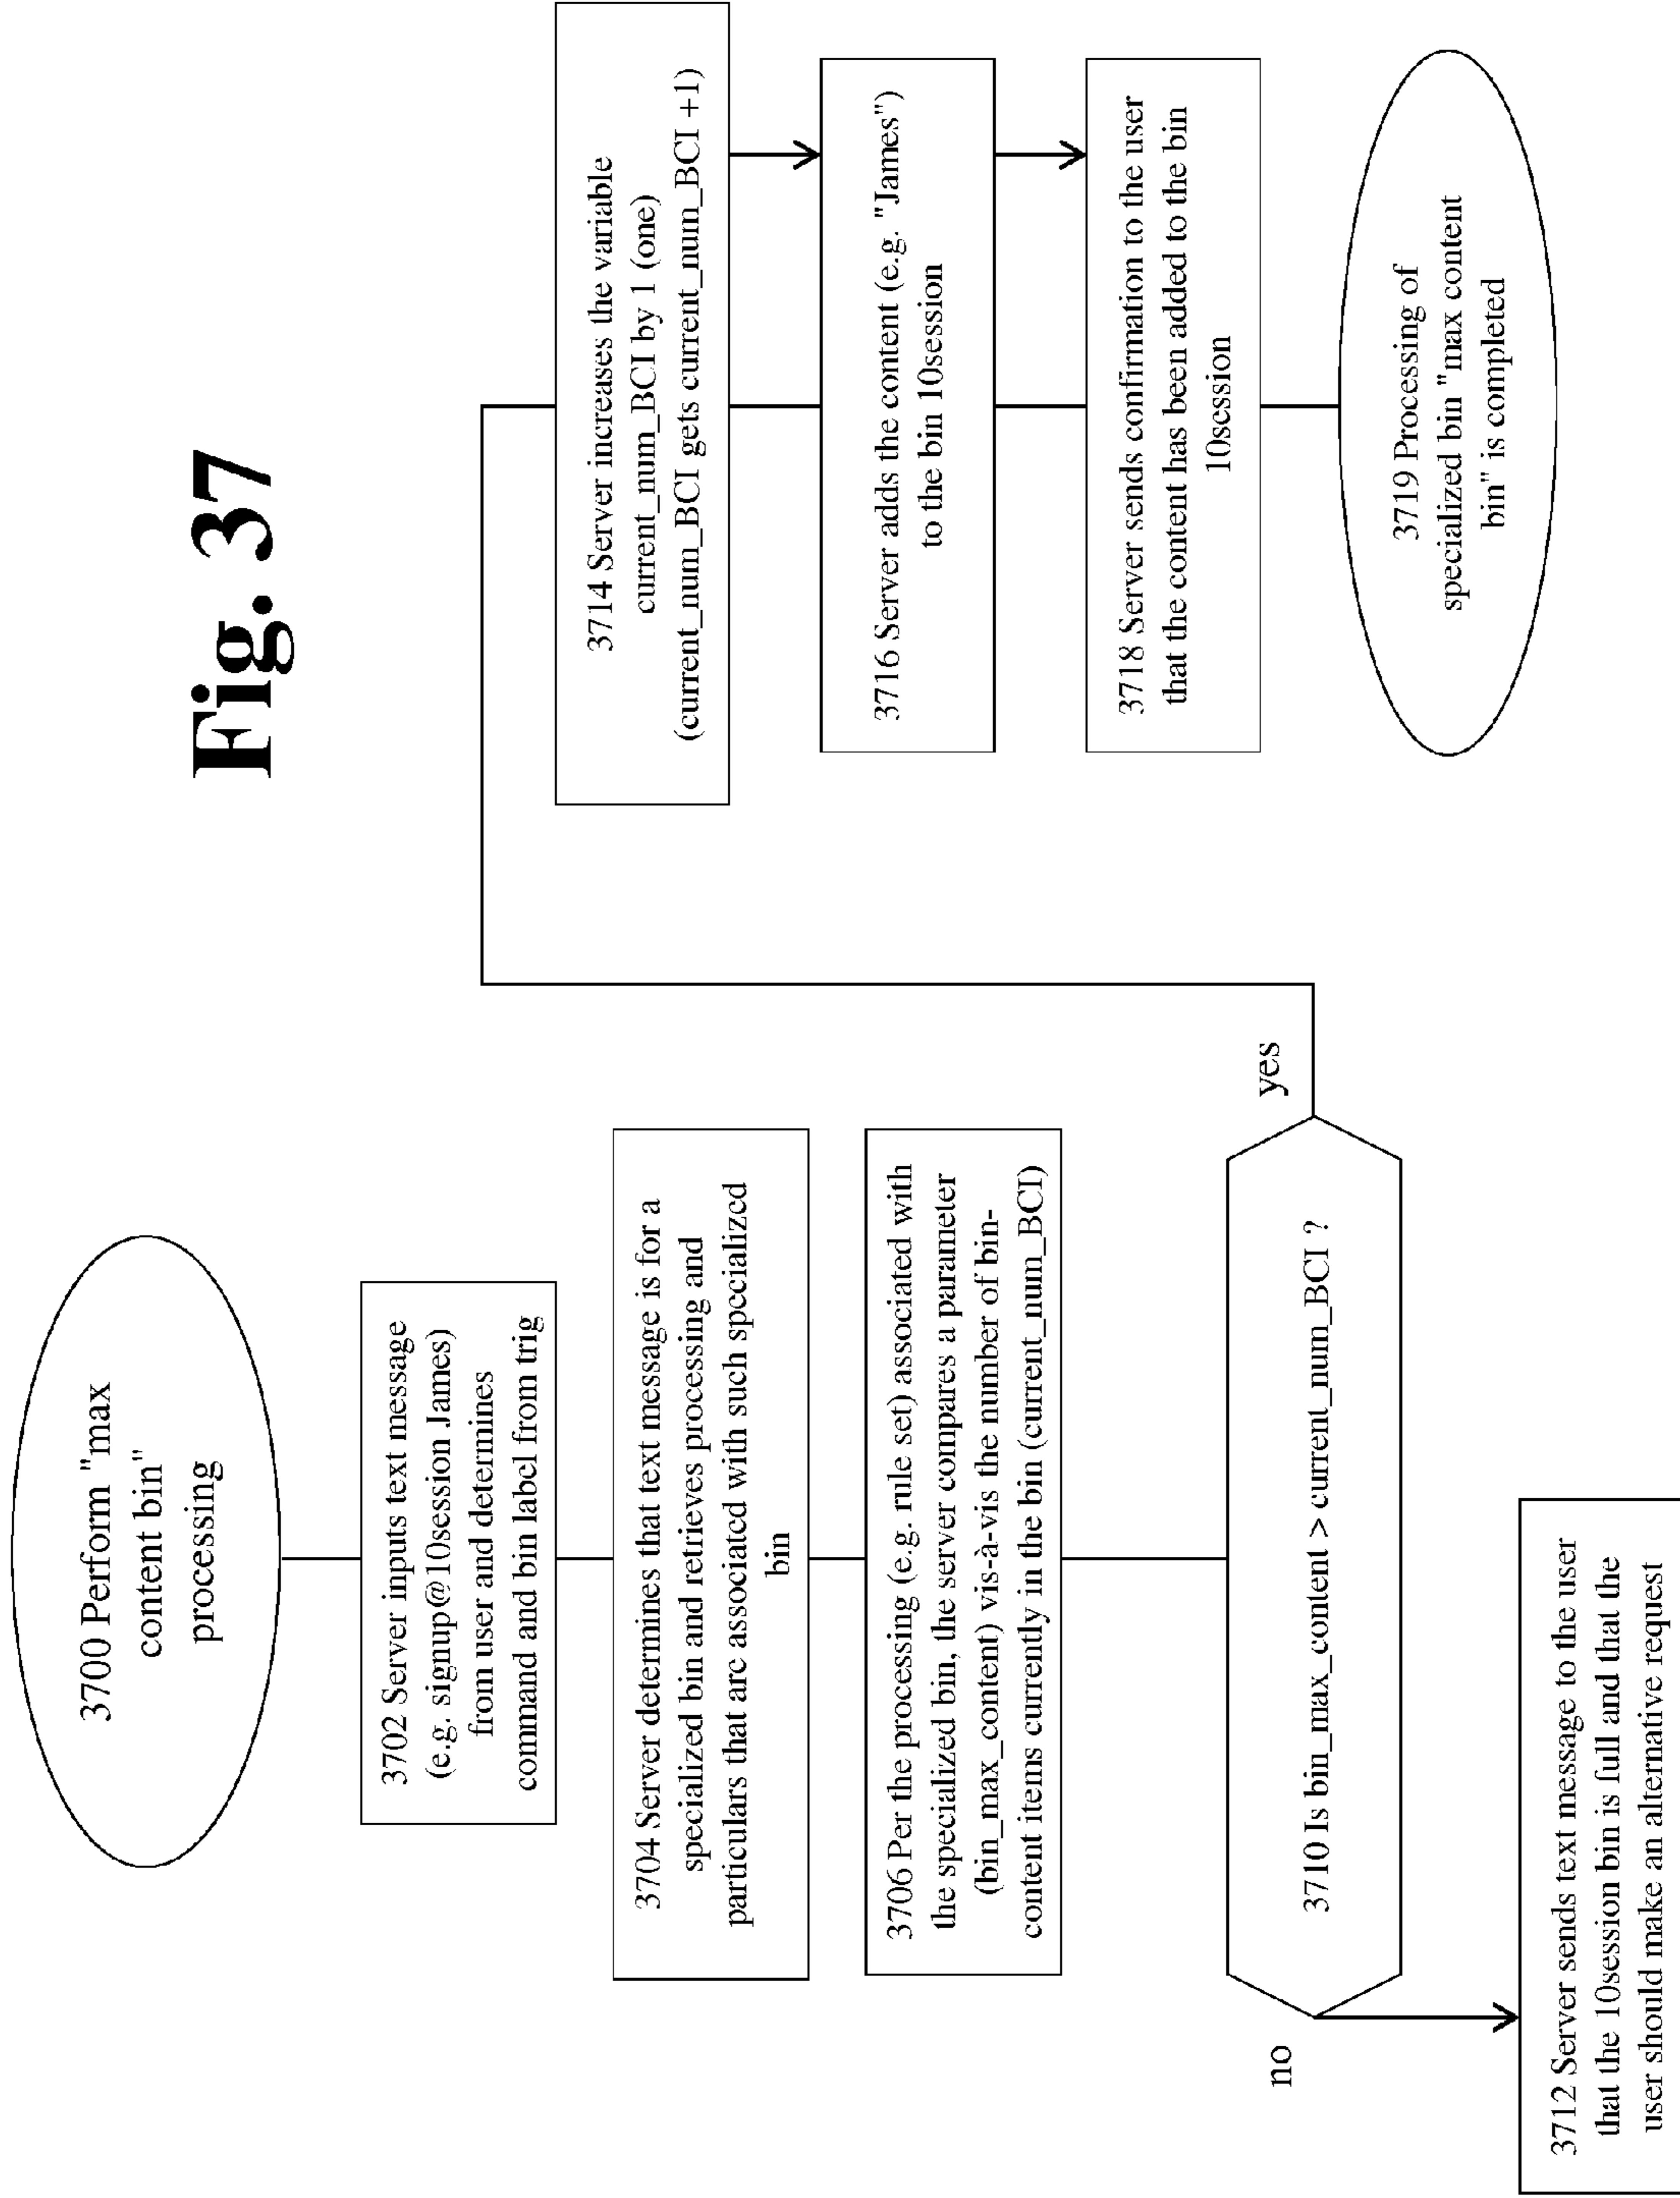 Fig. 37
3700 Perform "max
content bin"
processing
3702 Server inputs text message
(e.g. signup@10session James)
from user and determines
command and bin label from trig
3704 Server determines that text message is for a
specialized bin and retrieves processing and
particulars that are associated with such specialized
bin
3706 Per the processing (e.g. rule set) associated with
the specialized bin, the server compares a parameter
(bin_max_content) vis-à-vis the number of bin-
content items currently in the bin (current_num_BCI)
3710 Is bin_max_content > current_num_BCI ?
no
yes
3712 Server sends text message to the user
that the 10session bin is full and that the
user should make an alternative request
3714 Server increases the variable
current_num_BCI by 1 (one)
(current_num_BCI gets current_num_BCI +1)
3716 Server adds the content (e.g. "James")
to the bin 10session
3718 Server sends confirmation to the user
that the content has been added to the bin
10session
3719 Processing of
specialized bin "max content
bin" is completed